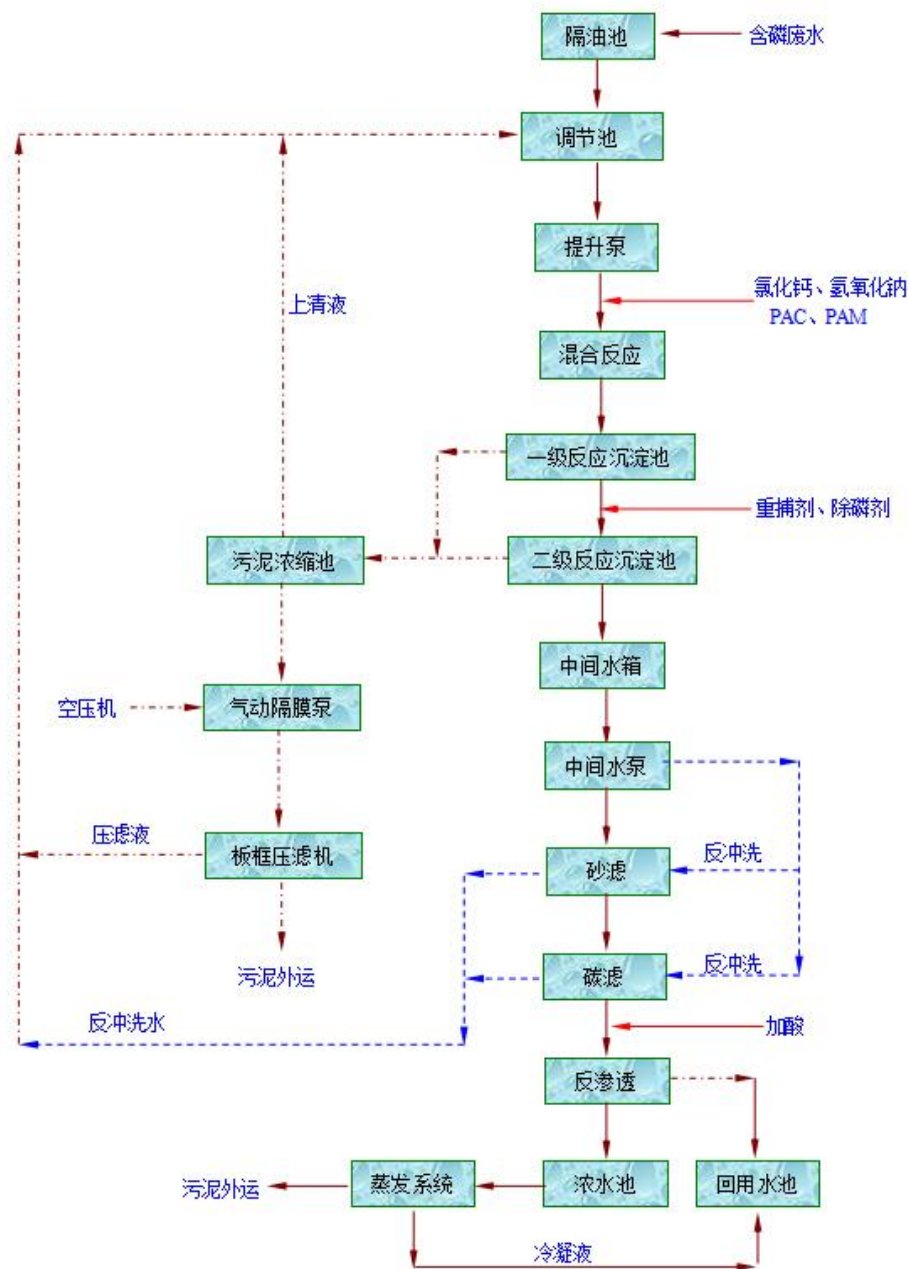 隔油池
含磷废水
调节池
提升泵
上清液
氯化钙、氢氧化钠
PAC、PAM
混合反应
一级反应沉淀池
重捕剂、除磷剂
污泥浓缩池
二级反应沉淀池
中间水箱
空压机
气动隔膜泵
中间水泵
压滤液
板框压滤机
砂滤
反冲洗
污泥外运
碳滤
反冲洗
反冲洗水
加酸
反渗透
污泥外运
蒸发系统
浓水池
回用水池
冷凝液